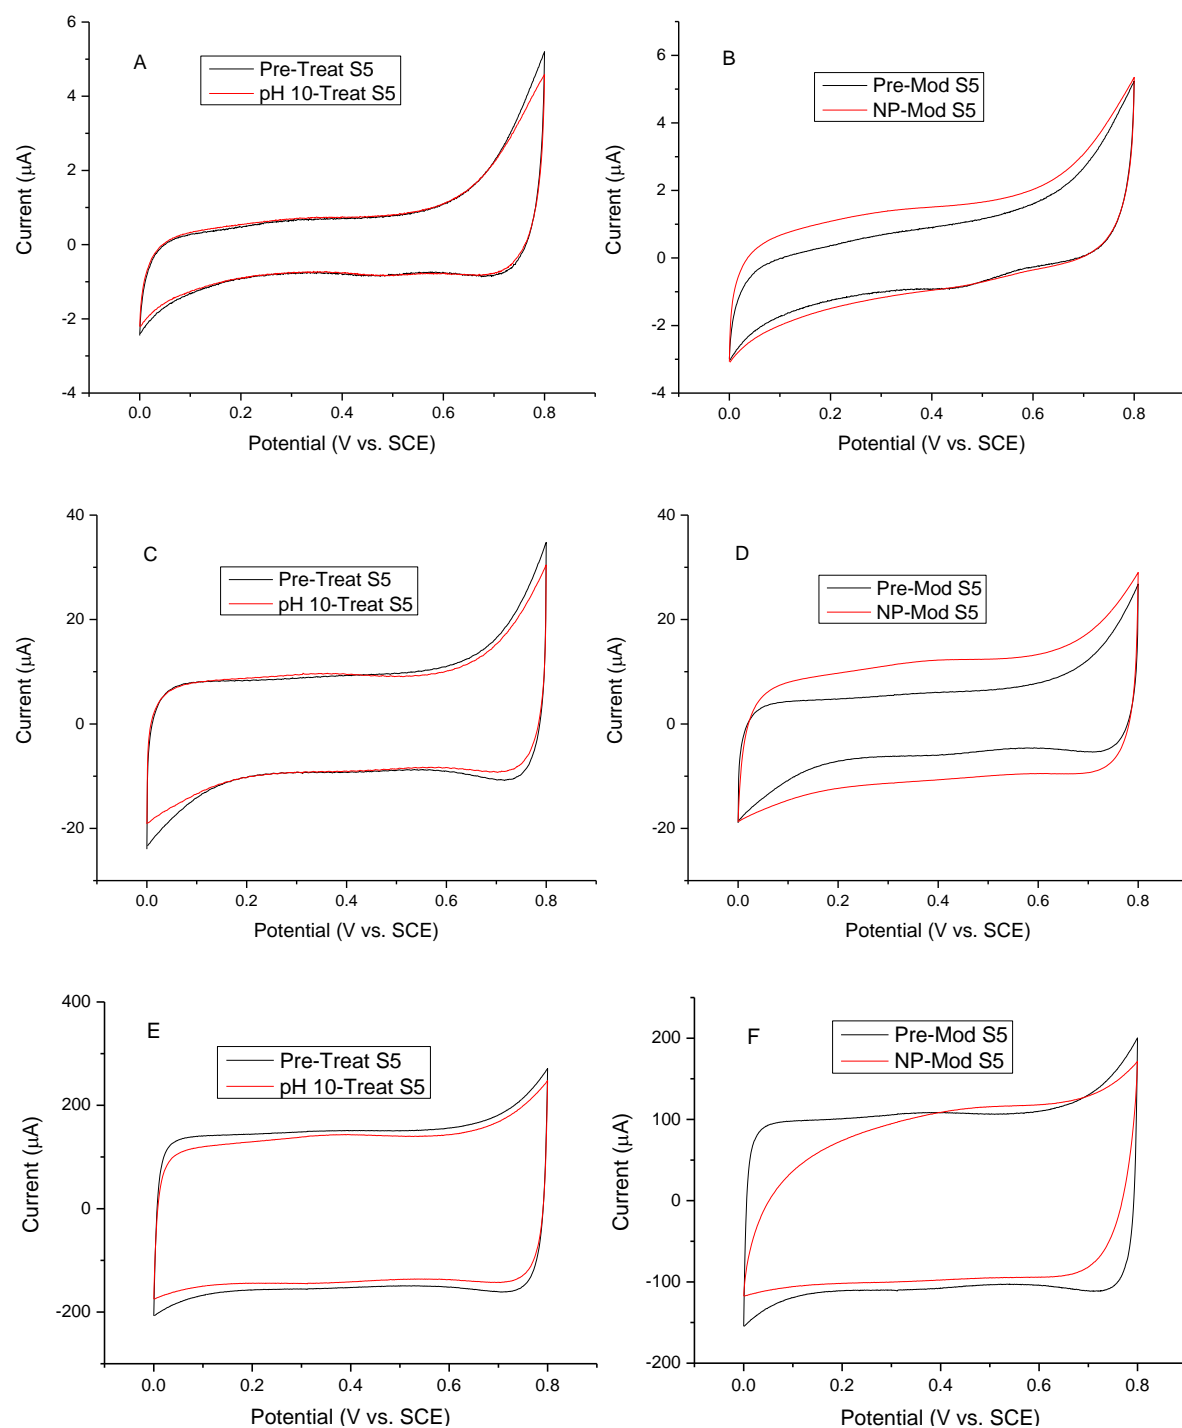 A
Pre-Treat S5
pH 10-Treat S5
6
4
2
0
-2
-4
Current (µA)
0.0 0.2 0.4 0.6 0.8
Potential (V vs. SCE)
B
Pre-Mod S5
NP-Mod S5
6
4
2
0
-2
-4
Current (µA)
0.0 0.2 0.4 0.6 0.8
Potential (V vs. SCE)
C
Pre-Treat S5
pH 10-Treat S5
40
20
0
-20
Current (µA)
0.0 0.2 0.4 0.6 0.8
Potential (V vs. SCE)
D
Pre-Mod S5
NP-Mod S5
40
20
0
-20
Current (µA)
0.0 0.2 0.4 0.6 0.8
Potential (V vs. SCE)
E
Pre-Treat S5
pH 10-Treat S5
400
200
0
-200
Current (µA)
0.0 0.2 0.4 0.6 0.8
Potential (V vs. SCE)
F
Pre-Mod S5
NP-Mod S5
200
100
0
-100
-200
Current (µA)
0.0 0.2 0.4 0.6 0.8
Potential (V vs. SCE)